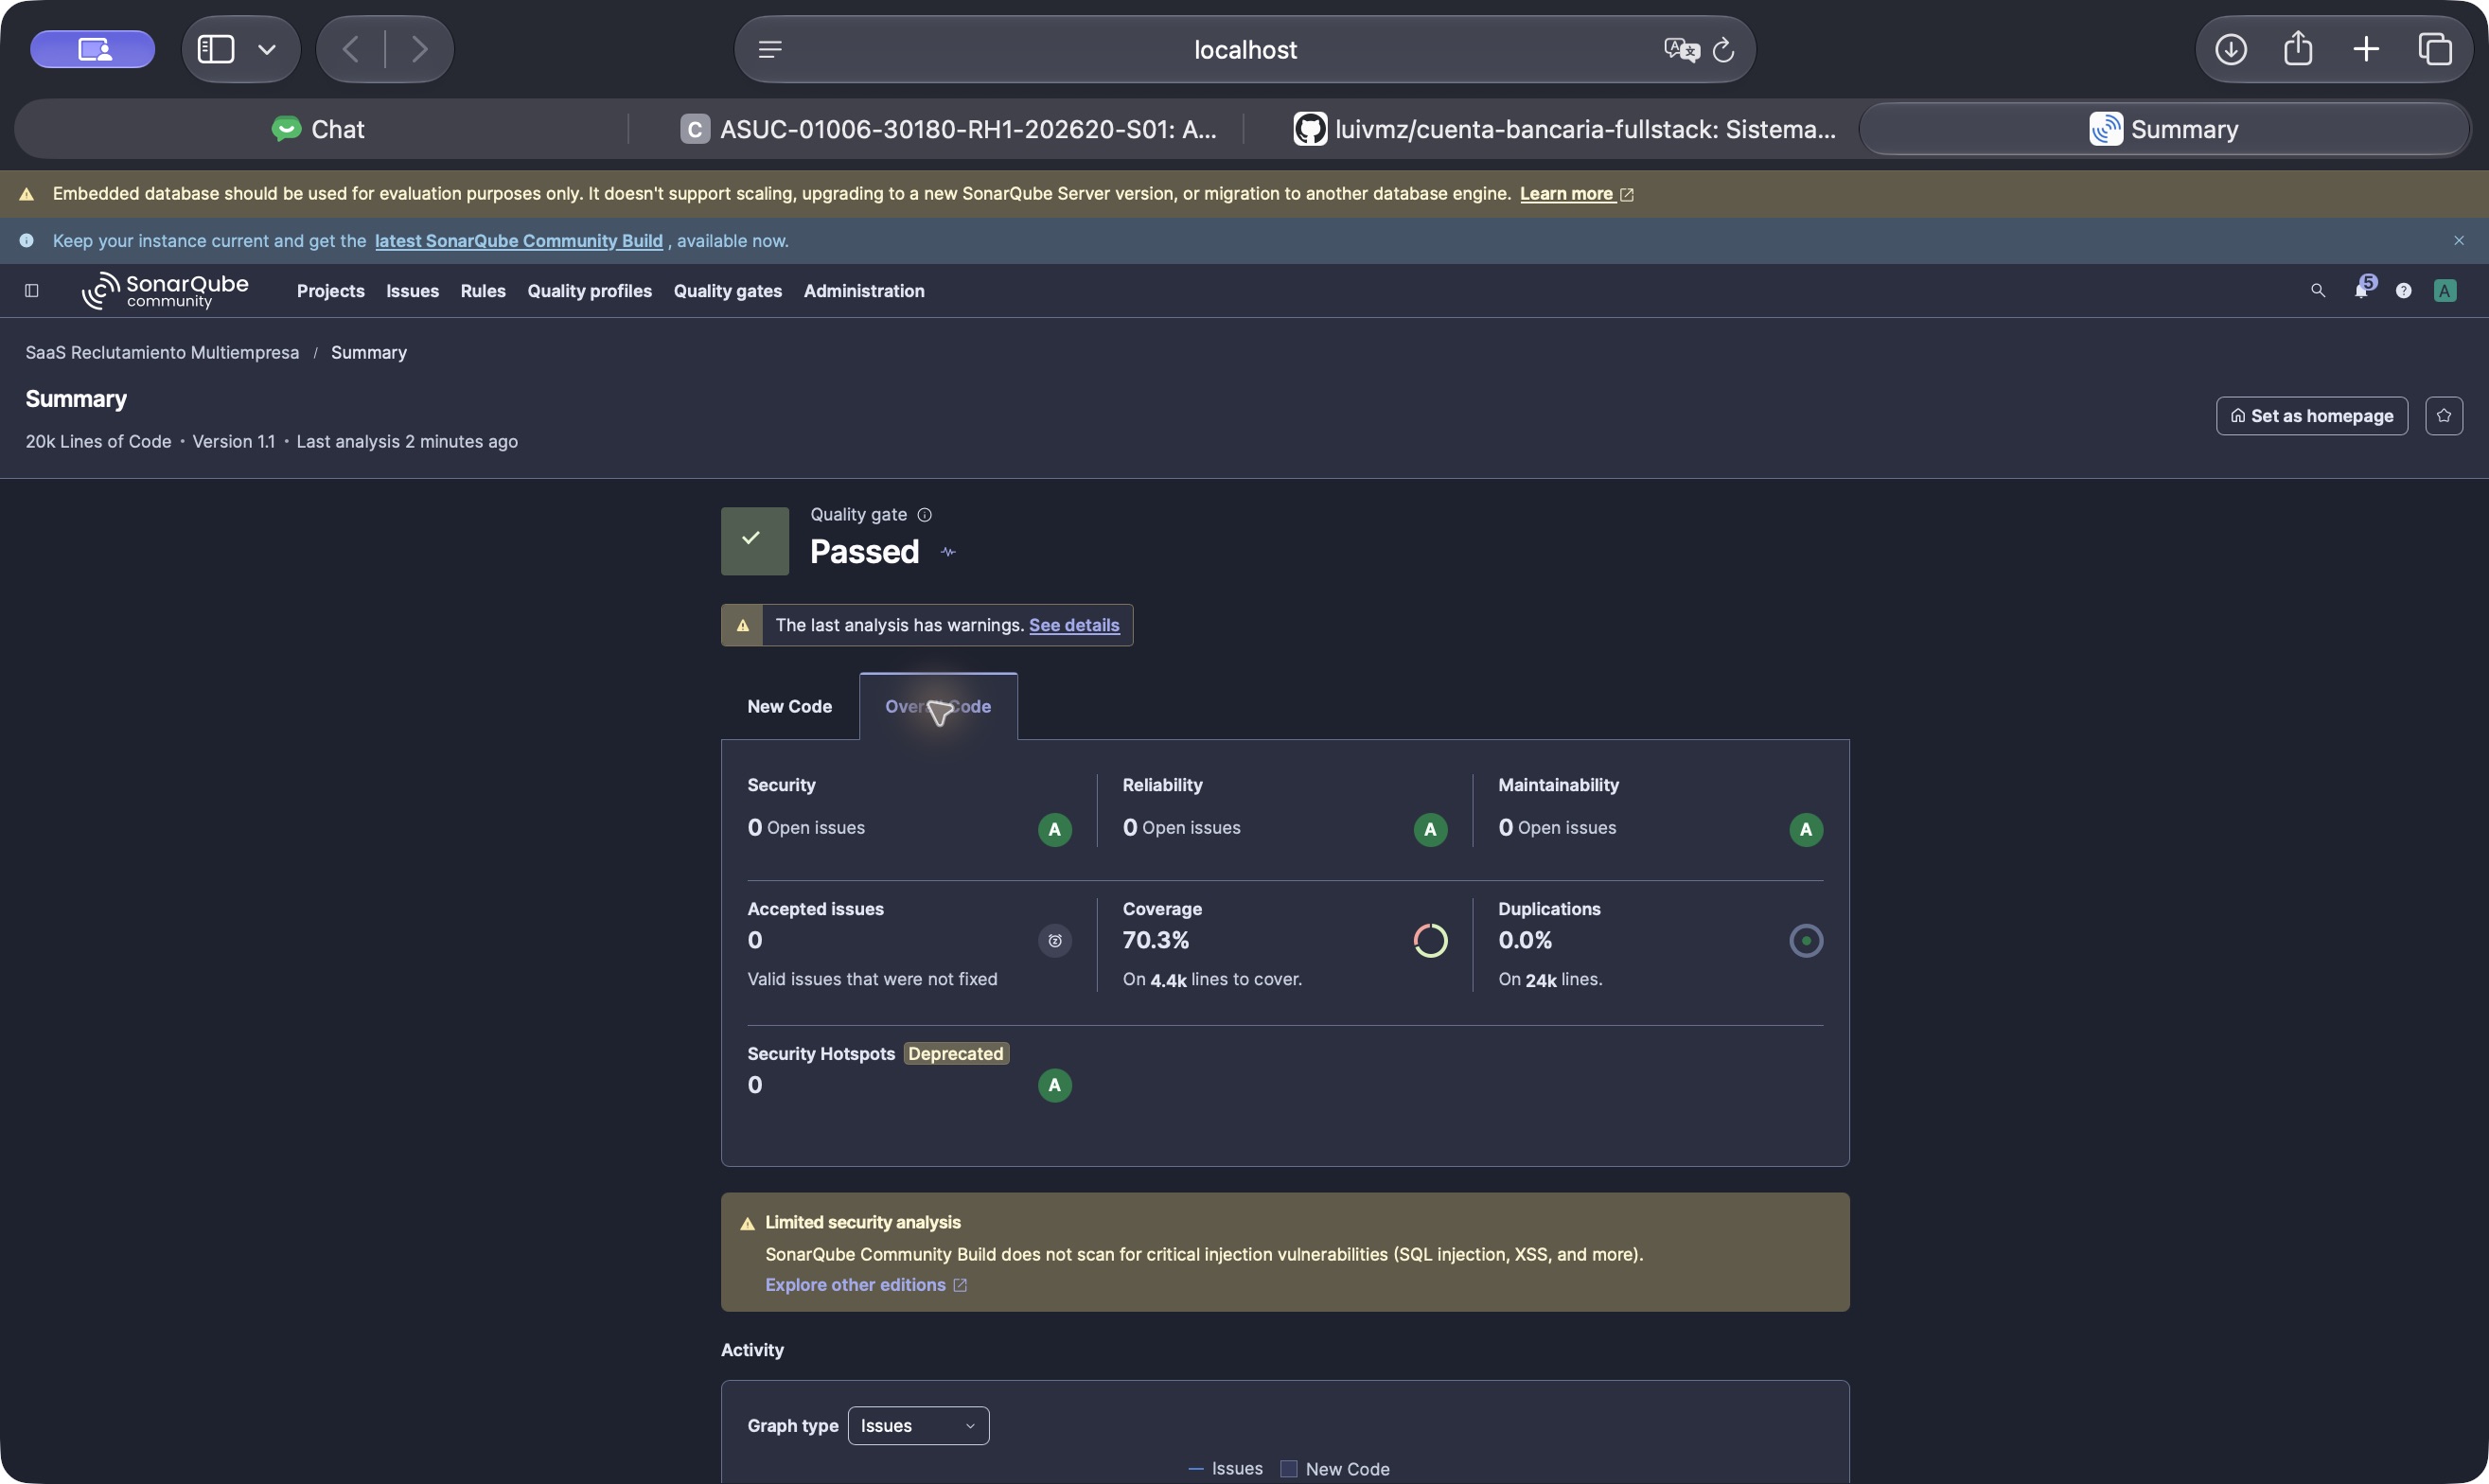 localhost
Chat
C ASUC-01006-30180-RH1-202620-S01: A...
luivmz/cuenta-bancaria-fullstack: Sistema...
Summary
Embedded database should be used for evaluation purposes only. It doesn't support scaling, upgrading to a new SonarQube Server version, or migration to another database engine. Learn more
Keep your instance current and get the latest SonarQube Community Build , available now.
SonarQube community
Projects Issues Rules Quality profiles Quality gates Administration
5
?
A
SaaS Reclutamiento Multiempresa / Summary
Summary
Set as homepage
20k Lines of Code • Version 1.1 • Last analysis 2 minutes ago
Quality gate
Passed
The last analysis has warnings. See details
New Code
Code
Security
0 Open issues A
Reliability
0 Open issues A
Maintainability
0 Open issues A
Accepted issues
0
Valid issues that were not fixed
Coverage
70.3%
On 4.4k lines to cover.
Duplications
0.0%
On 24k lines.
Security Hotspots Deprecated
0 A
Limited security analysis
SonarQube Community Build does not scan for critical injection vulnerabilities (SQL injection, XSS, and more).
Explore other editions
Activity
Graph type Issues
Issues New Code